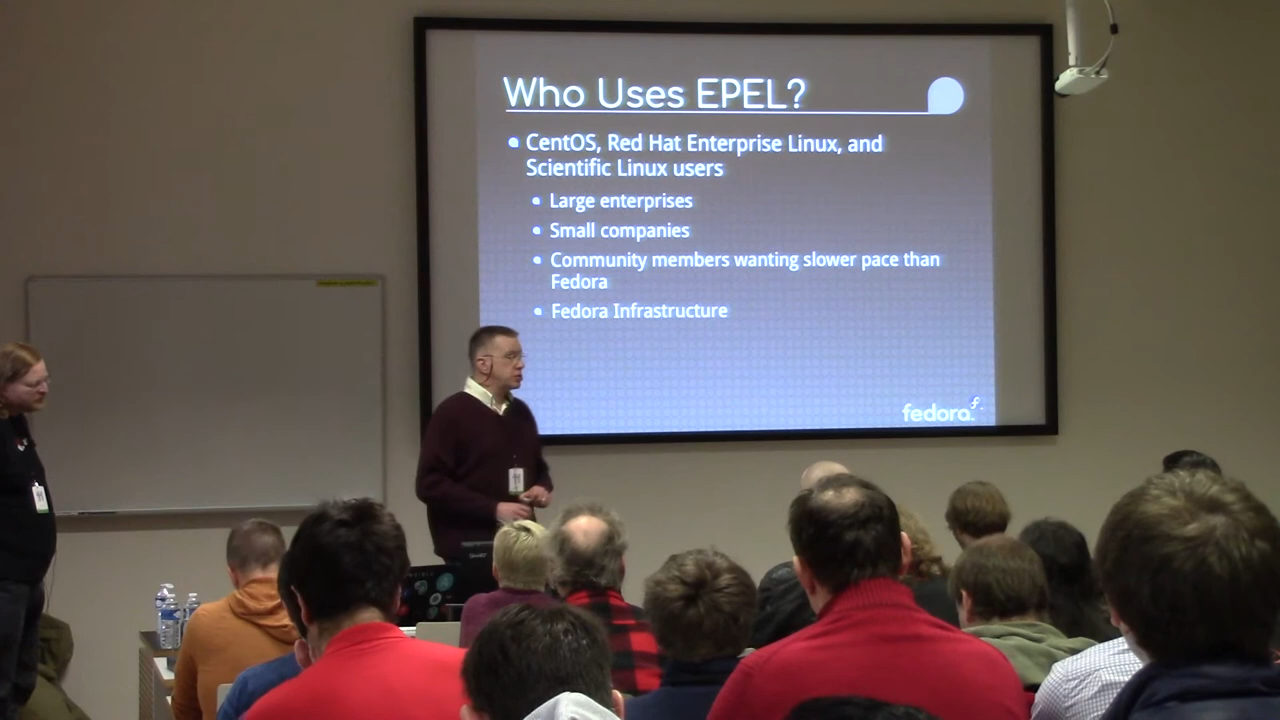 Who Uses EPEL?
CentOS, Red Hat Enterprise Linux, and
Scientific Linux users
Large enterprises
Small companies
Community members wanting slower pace than
Fedora
Fedora Infrastructure
fedora